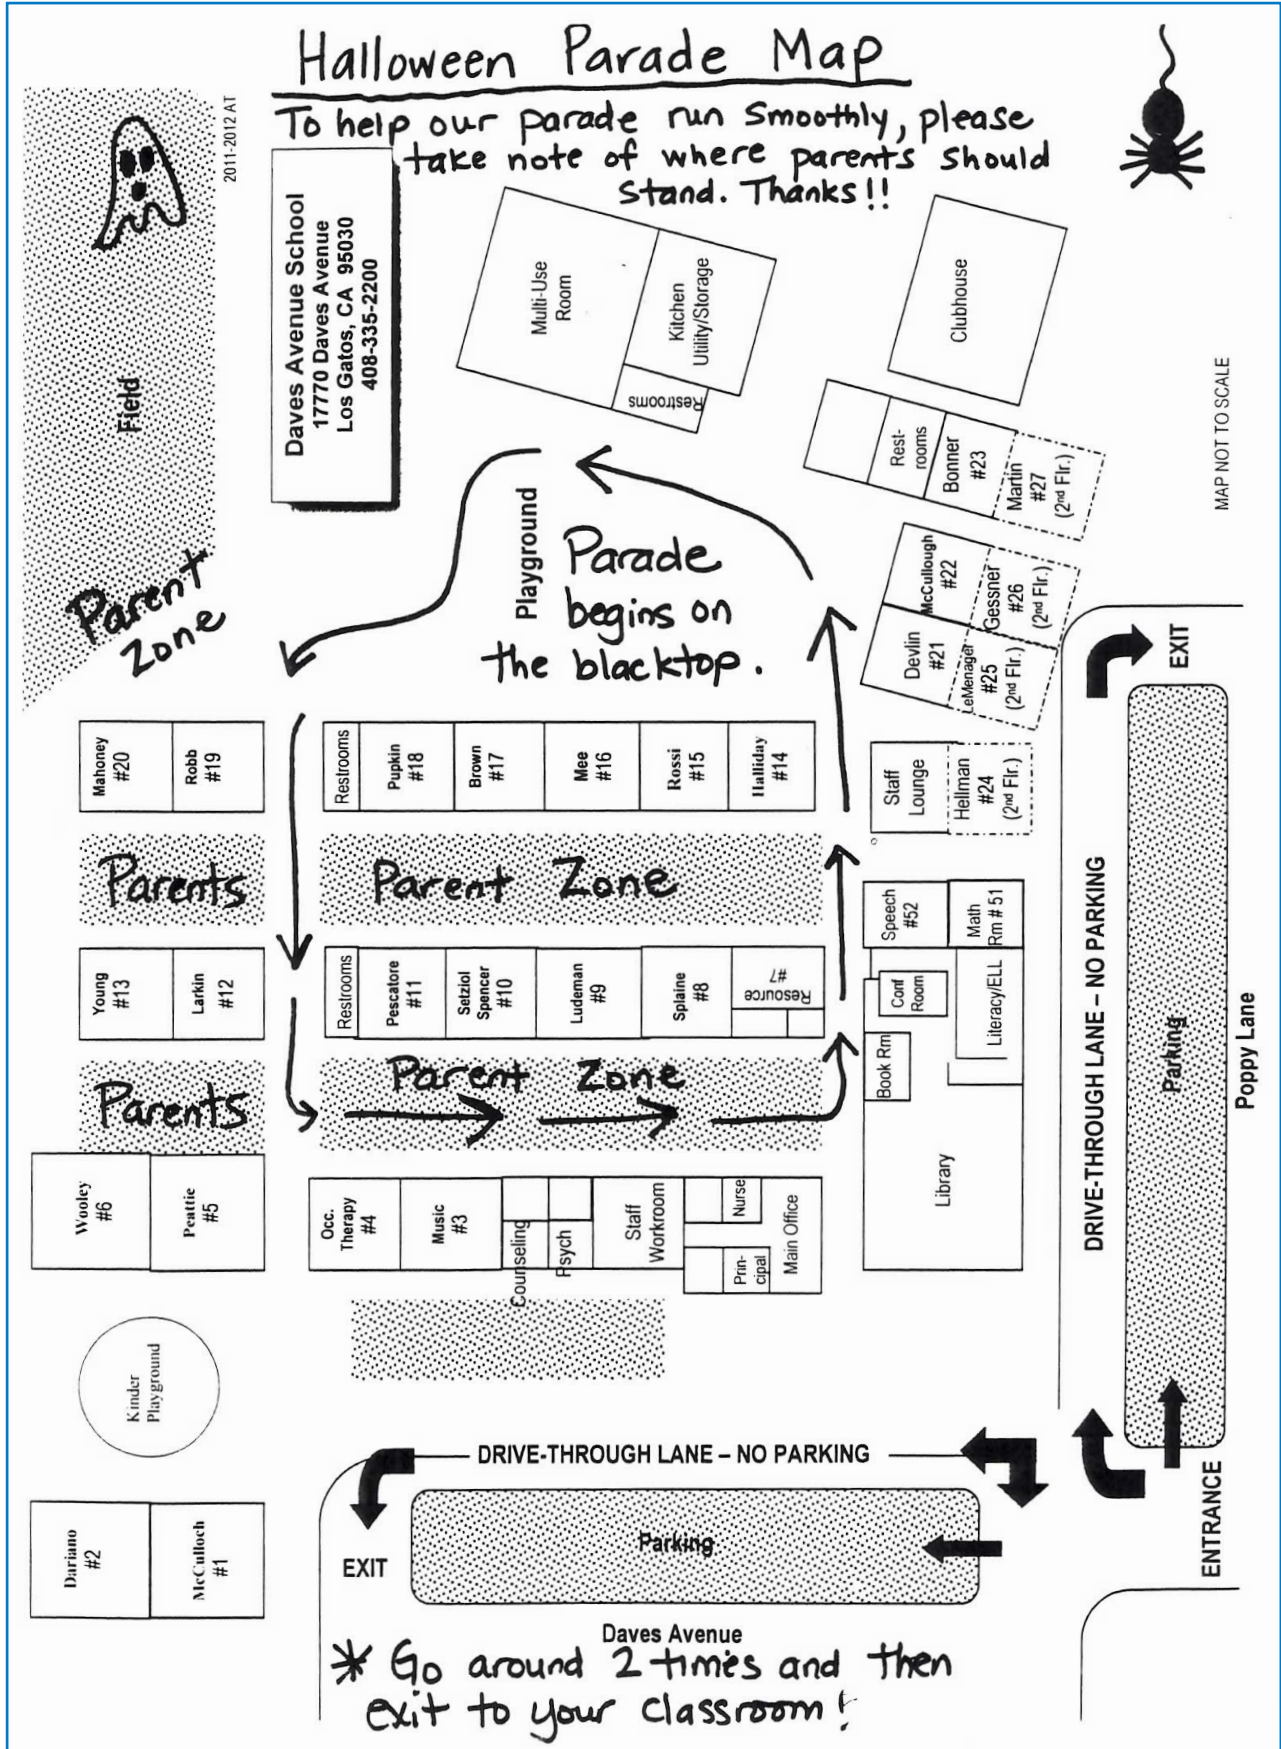 Halloween Parade Map
To help our parade run smoothly, please
take note of where parents should
stand. Thanks!!
2011-2012 AT
Daves Avenue School
17770 Daves Avenue
Los Gatos, CA 95030
408-335-2200
Field
Parent
Zone
Multi-Use
Room
Kitchen
Utility/Storage
Restrooms
Clubhouse
MAP NOT TO SCALE
Rest-
rooms
Bonner
#23
Martin
#27
(2nd Flr.)
McCullough
#22
Gessner
#26
(2nd Flr.)
Devlin
#21
LeMenager
#25
(2nd Flr.)
Playground
Parade
begins on
the blacktop.
EXIT
Mahoney
#20
Robb
#19
Restrooms
Pupkin
#18
Brown
#17
Mee
#16
Rossi
#15
Halliday
#14
Staff
Lounge
Hellman
#24
(2nd Flr.)
Parents
Parent Zone
Speech
#52
Math
Rm # 51
Young
#13
Larkin
#12
Restrooms
Pescatore
#11
Setziol
Spencer
#10
Ludeman
#9
Splaine
#8
Resource
#7
Conf
Room
Literacy/ELL
Book Rm
Library
Parents
Parent Zone
Wooley
#6
Peattie
#5
Occ.
Therapy
#4
Music
#3
Counseling
Psych
Staff
Workroom
Nurse
Prin-
cipal
Main Office
DRIVE-THROUGH LANE – NO PARKING
Parking
Poppy Lane
Kinder
Playground
DRIVE-THROUGH LANE – NO PARKING
ENTRANCE
Dariano
#2
McCulloch
#1
EXIT
Parking
Daves Avenue
* Go around 2 times and then
exit to your classroom!